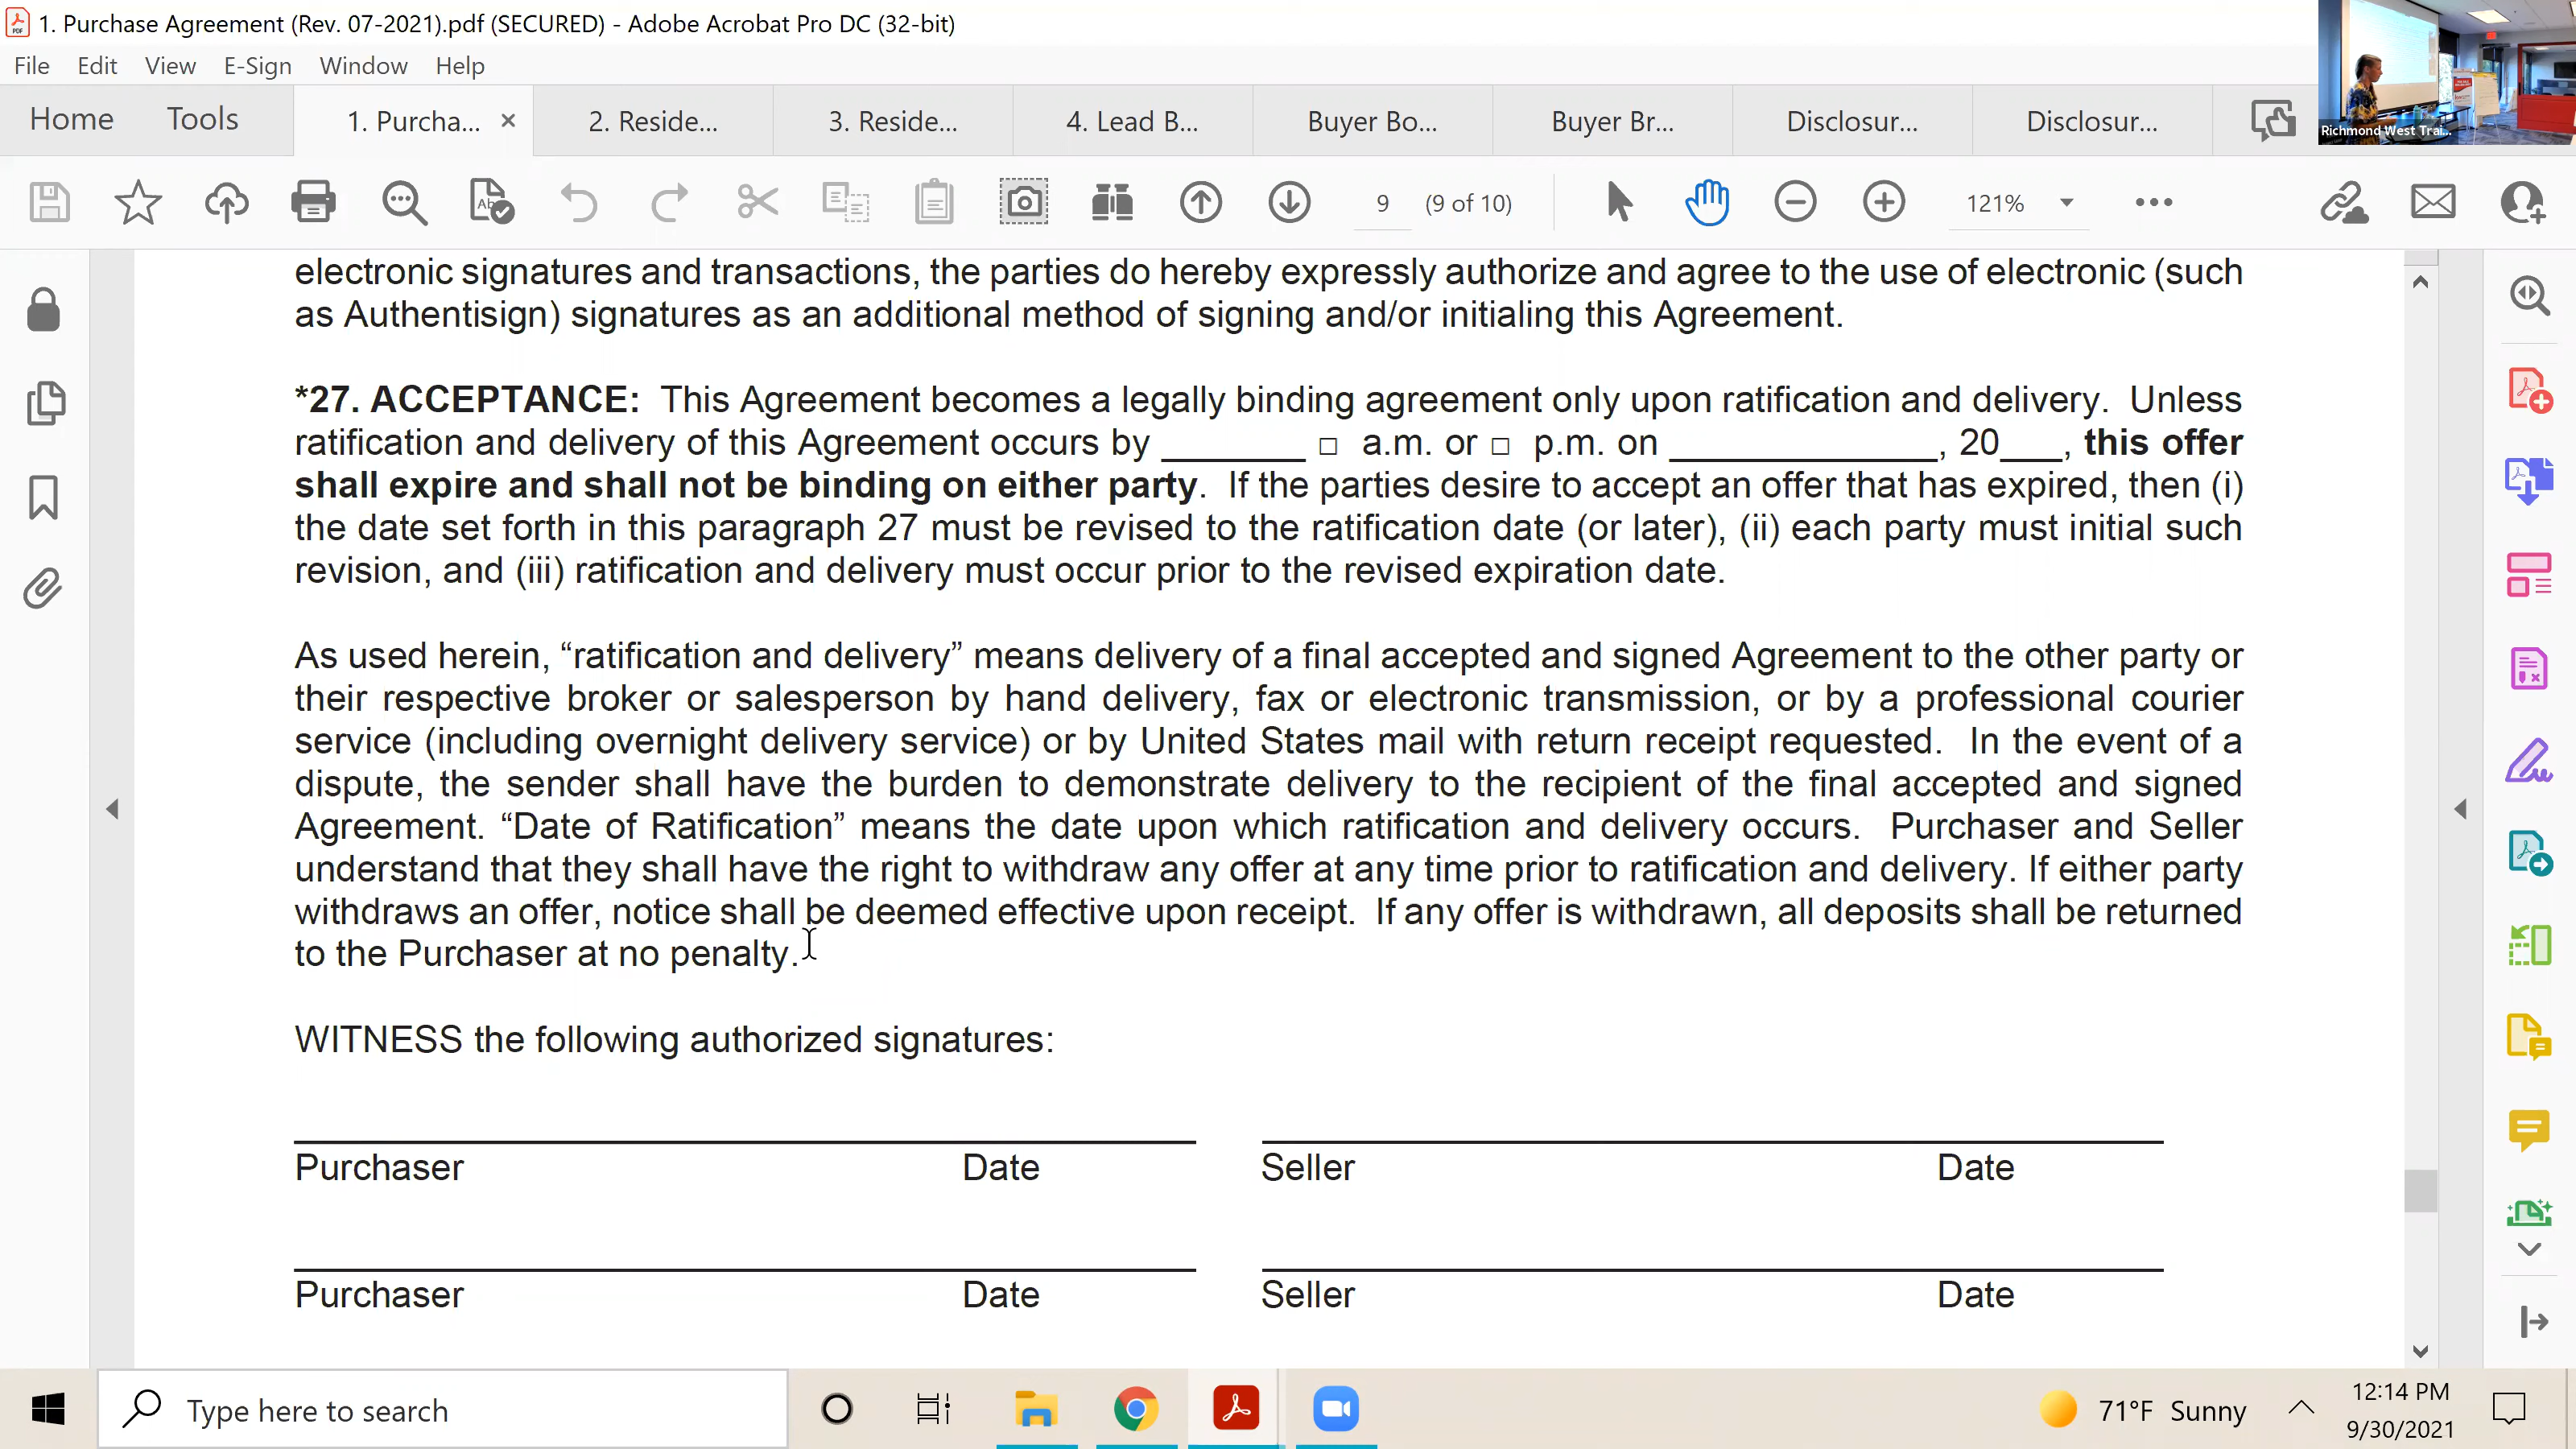 1. Purchase Agreement (Rev. 07-2021).pdf (SECURED) - Adobe Acrobat Pro DC (32-bit)
File Edit View E-Sign Window Help
Home Tools 1. Purcha... × 2. Reside... 3. Reside... 4. Lead B... Buyer Bo... Buyer Br... Disclosur... Disclosur...
Richmond West Trai...
9 (9 of 10) 121%
electronic signatures and transactions, the parties do hereby expressly authorize and agree to the use of electronic (such
as Authentisign) signatures as an additional method of signing and/or initialing this Agreement.
*27. ACCEPTANCE: This Agreement becomes a legally binding agreement only upon ratification and delivery. Unless
ratification and delivery of this Agreement occurs by _______ □ a.m. or □ p.m. on _____________, 20___, this offer
shall expire and shall not be binding on either party. If the parties desire to accept an offer that has expired, then (i)
the date set forth in this paragraph 27 must be revised to the ratification date (or later), (ii) each party must initial such
revision, and (iii) ratification and delivery must occur prior to the revised expiration date.
As used herein, “ratification and delivery” means delivery of a final accepted and signed Agreement to the other party or
their respective broker or salesperson by hand delivery, fax or electronic transmission, or by a professional courier
service (including overnight delivery service) or by United States mail with return receipt requested. In the event of a
dispute, the sender shall have the burden to demonstrate delivery to the recipient of the final accepted and signed
Agreement. “Date of Ratification” means the date upon which ratification and delivery occurs. Purchaser and Seller
understand that they shall have the right to withdraw any offer at any time prior to ratification and delivery. If either party
withdraws an offer, notice shall be deemed effective upon receipt. If any offer is withdrawn, all deposits shall be returned
to the Purchaser at no penalty.
WITNESS the following authorized signatures:
Purchaser Date Seller Date
Purchaser Date Seller Date
Type here to search
71°F Sunny
12:14 PM
9/30/2021